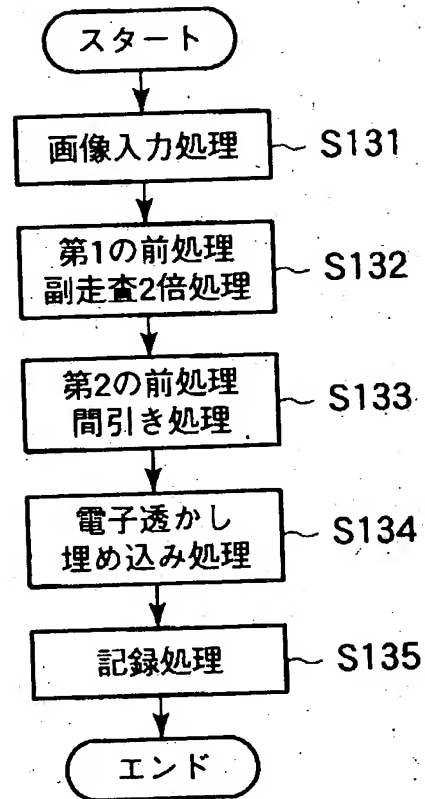 スタート
画像入力処理
S131
第1の前処理
副走査2倍処理
S132
第2の前処理
間引き処理
S133
電子透かし
埋め込み処理
S134
記録処理
S135
エンド